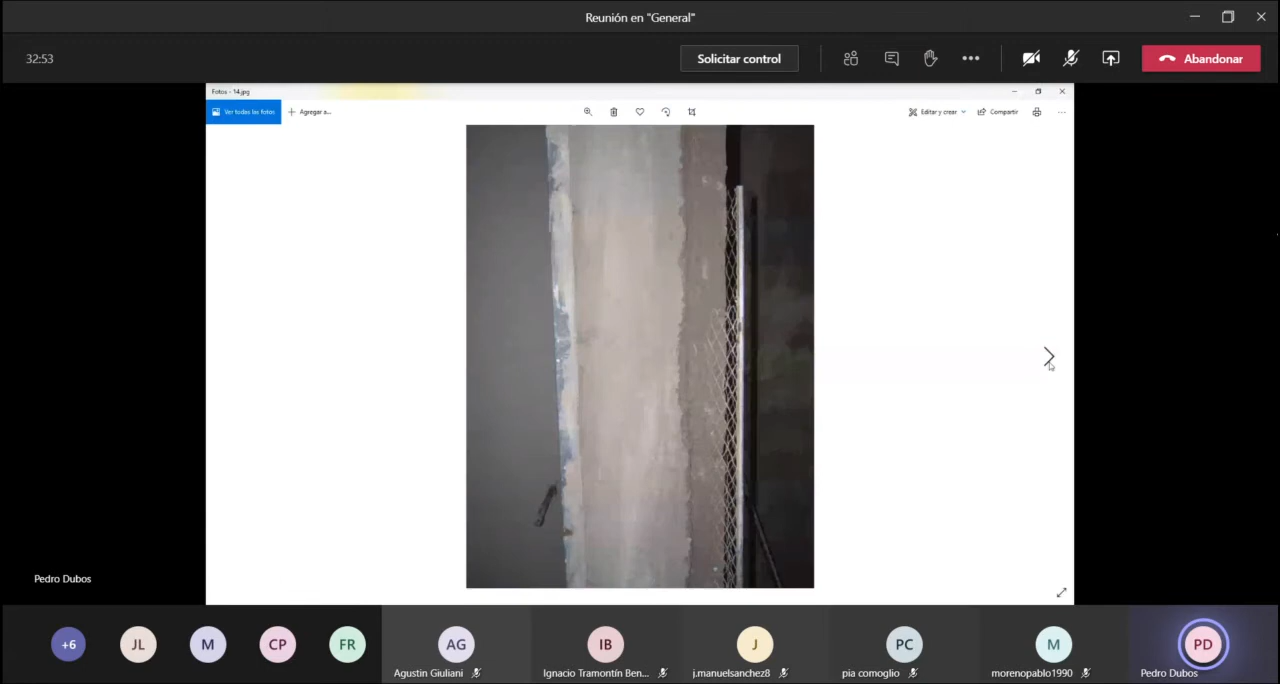 Reunión en "General"
32:53
Solicitar control
Abandonar
Fotos - 14.jpg
Ver todas las fotos
Agregar a...
Editar y crear
Compartir
Pedro Dubos
+6
JL
M
CP
FR
AG
IB
J
PC
M
PD
Agustin Giuliani
Ignacio Tramontín Ben...
j.manuelsanchez8
pia comoglio
morenopablo1990
Pedro Dubos